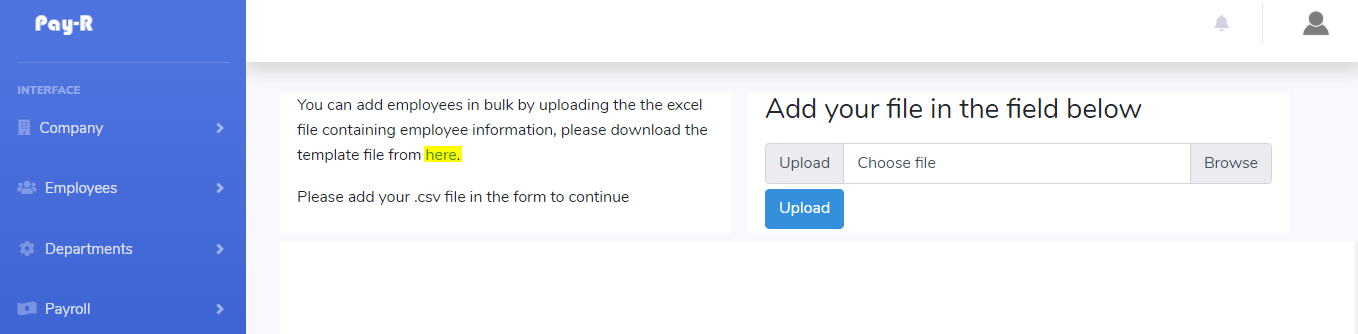 Pay-R
INTERFACE
Company
Employees
Departments
Payroll
You can add employees in bulk by uploading the the excel
file containing employee information, please download the
template file from here.
Please add your .csv file in the form to continue
Add your file in the field below
Upload Choose file Browse
Upload